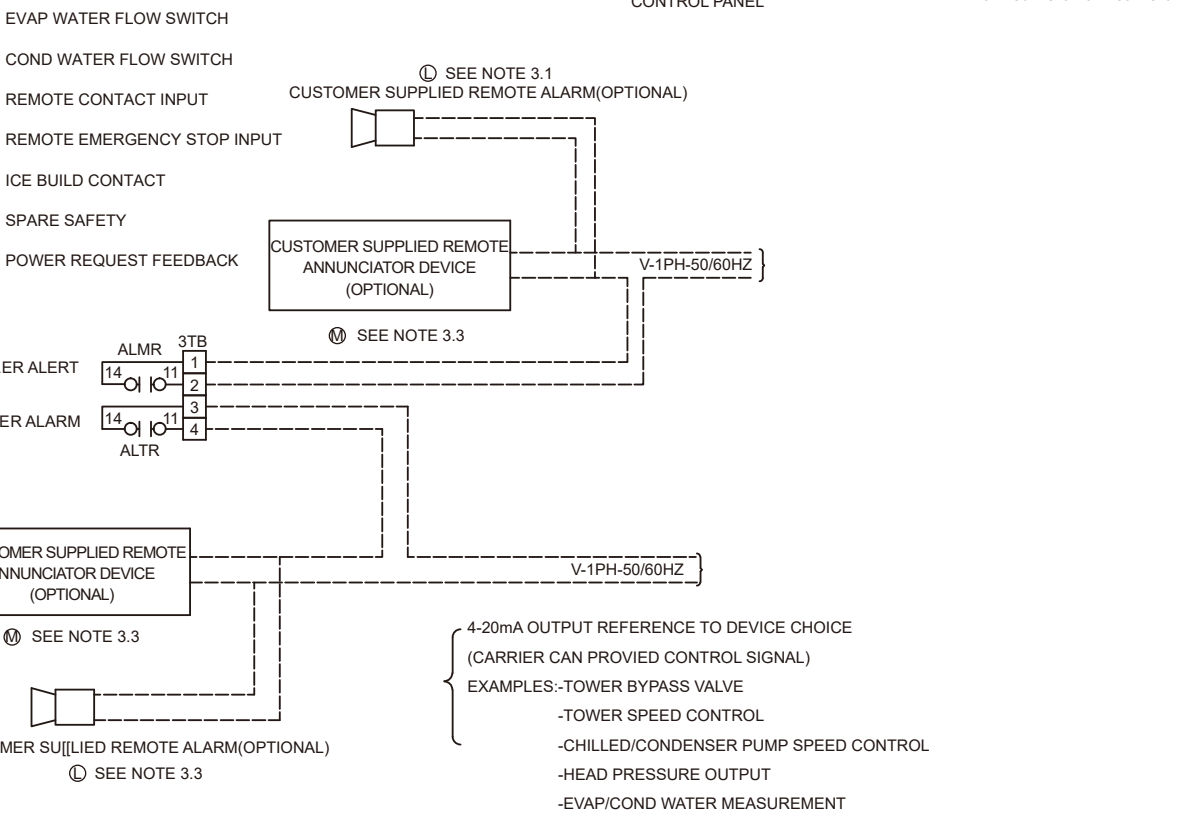 CONTROL PANEL
EVAP WATER FLOW SWITCH
COND WATER FLOW SWITCH
REMOTE CONTACT INPUT
REMOTE EMERGENCY STOP INPUT
ICE BUILD CONTACT
SPARE SAFETY
POWER REQUEST FEEDBACK
Ⓛ SEE NOTE 3.1
CUSTOMER SUPPLIED REMOTE ALARM(OPTIONAL)
CUSTOMER SUPPLIED REMOTE
ANNUNCIATOR DEVICE
(OPTIONAL)
V-1PH-50/60HZ
Ⓜ SEE NOTE 3.3
ALMR
3TB
ER ALERT
14
11
1
2
ER ALARM
14
11
3
4
ALTR
OMER SUPPLIED REMOTE
NNUNCIATOR DEVICE
(OPTIONAL)
V-1PH-50/60HZ
Ⓜ SEE NOTE 3.3
MER SU[[LIED REMOTE ALARM(OPTIONAL)
Ⓛ SEE NOTE 3.3
4-20mA OUTPUT REFERENCE TO DEVICE CHOICE
(CARRIER CAN PROVIED CONTROL SIGNAL)
EXAMPLES:-TOWER BYPASS VALVE
-TOWER SPEED CONTROL
-CHILLED/CONDENSER PUMP SPEED CONTROL
-HEAD PRESSURE OUTPUT
-EVAP/COND WATER MEASUREMENT